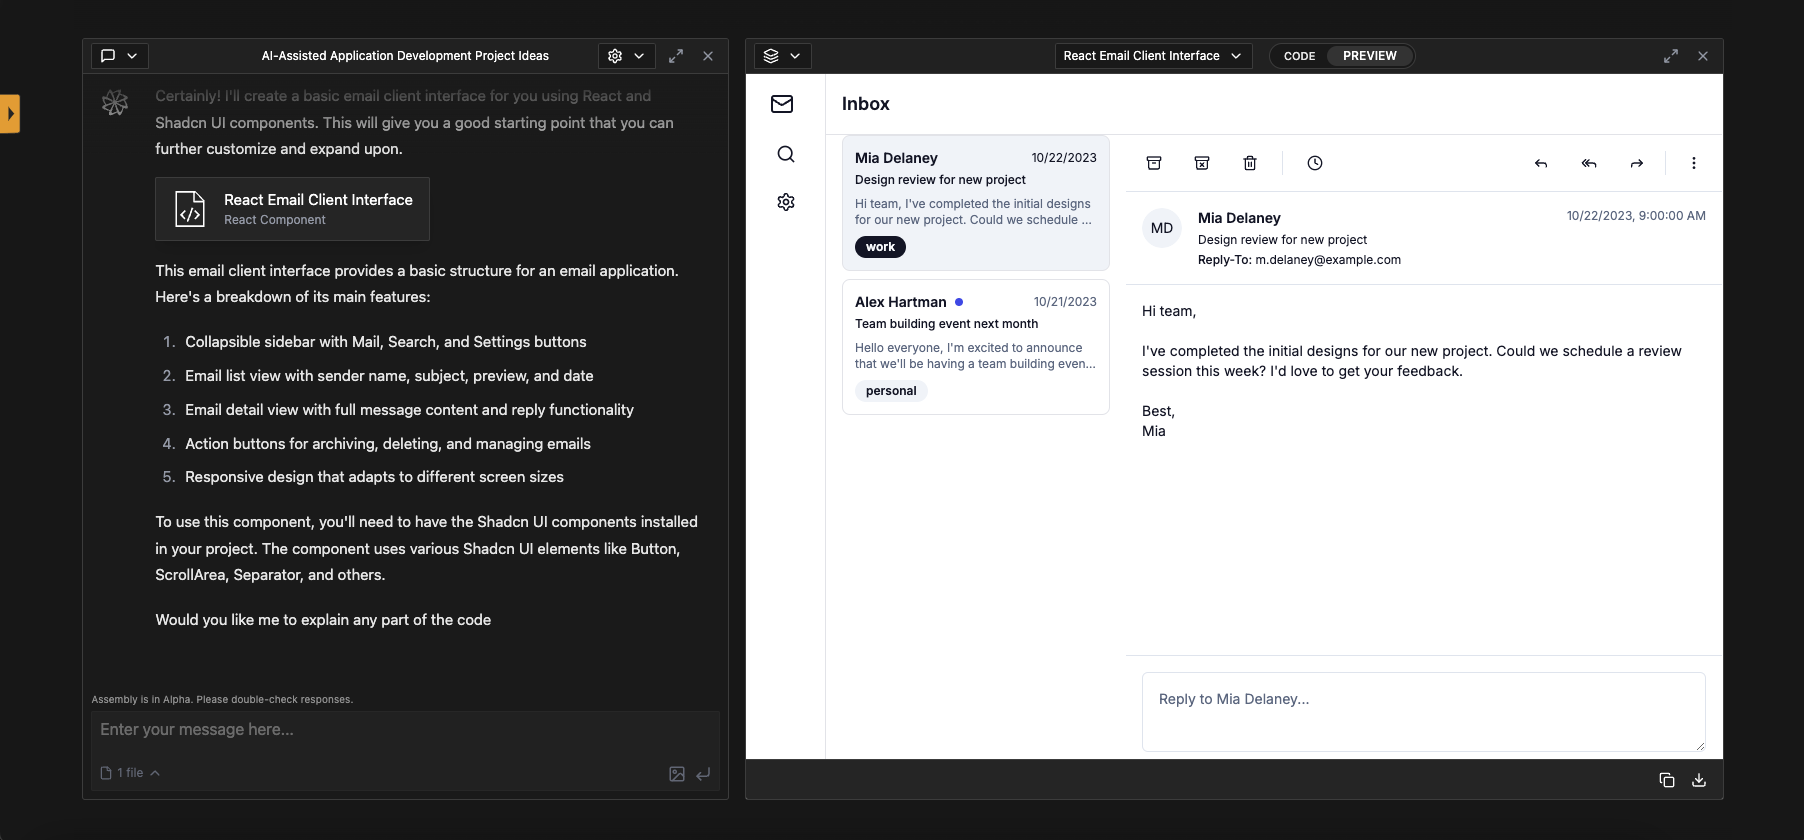 AI-Assisted Application Development Project Ideas
Certainly! I'll create a basic email client interface for you using React and
Shadcn UI components. This will give you a good starting point that you can
further customize and expand upon.
React Email Client Interface
React Component
This email client interface provides a basic structure for an email application.
Here's a breakdown of its main features:
1. Collapsible sidebar with Mail, Search, and Settings buttons
2. Email list view with sender name, subject, preview, and date
3. Email detail view with full message content and reply functionality
4. Action buttons for archiving, deleting, and managing emails
5. Responsive design that adapts to different screen sizes
To use this component, you'll need to have the Shadcn UI components installed
in your project. The component uses various Shadcn UI elements like Button,
ScrollArea, Separator, and others.
Would you like me to explain any part of the code
Assembly is in Alpha. Please double-check responses.
Enter your message here...
1 file
React Email Client Interface
CODE PREVIEW
Inbox
Mia Delaney 10/22/2023
Design review for new project
Hi team, I've completed the initial designs
for our new project. Could we schedule ...
work
Alex Hartman 10/21/2023
Team building event next month
Hello everyone, I'm excited to announce
that we'll be having a team building even...
personal
MD
Mia Delaney 10/22/2023, 9:00:00 AM
Design review for new project
Reply-To: m.delaney@example.com
Hi team,
I've completed the initial designs for our new project. Could we schedule a review
session this week? I'd love to get your feedback.
Best,
Mia
Reply to Mia Delaney...